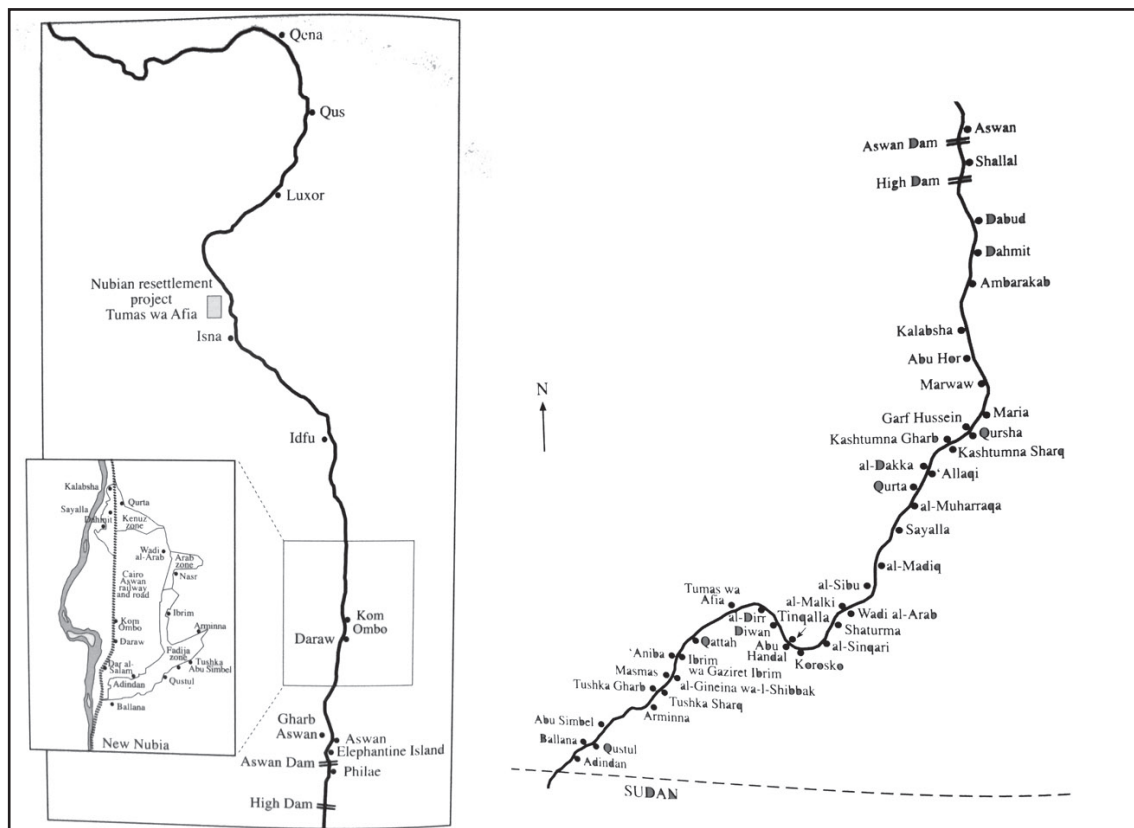 Qena
Qus
Luxor
Nubian resettlement
project
Tumas wa Afia
Isna
Idfu
Kom
Ombo
Daraw
Gharb
Aswan
Aswan
Elephantine Island
Aswan Dam
Philae
High Dam
Kalabsha
Qurta
Sayalla
Dahmit
Kenuz
zone
Wadi
al-Arab
Arab
zone
Nasr
Cairo
Aswan
railway
and road
Ibrim
Kom
Ombo
Daraw
Arminna
Fadija
zone
Dar al-
Salam
Tushka
Abu Simbel
Adindan
Qustul
Ballana
New Nubia
N
Aswan
Aswan Dam
Shallal
High Dam
Dabud
Dahmit
Ambarakab
Kalabsha
Abu Hor
Marwaw
Maria
Garf Hussein
Qursha
Kashtumna Gharb
Kashtumna Sharq
al-Dakka
‘Allaqi
Qurta
al-Muharraqa
Sayalla
al-Madiq
al-Sibu
al-Malki
Wadi al-Arab
Shaturma
al-Sinqari
Korosko
Tinqalla
Abu
Handal
Diwan
al-Dirr
Tumas wa
Afia
Qattah
‘Aniba
Ibrim
wa Gaziret Ibrim
Masmas
al-Gineina wa-l-Shibbak
Tushka Gharb
Tushka Sharq
Arminna
Abu Simbel
Ballana
Qustul
Adindan
SUDAN